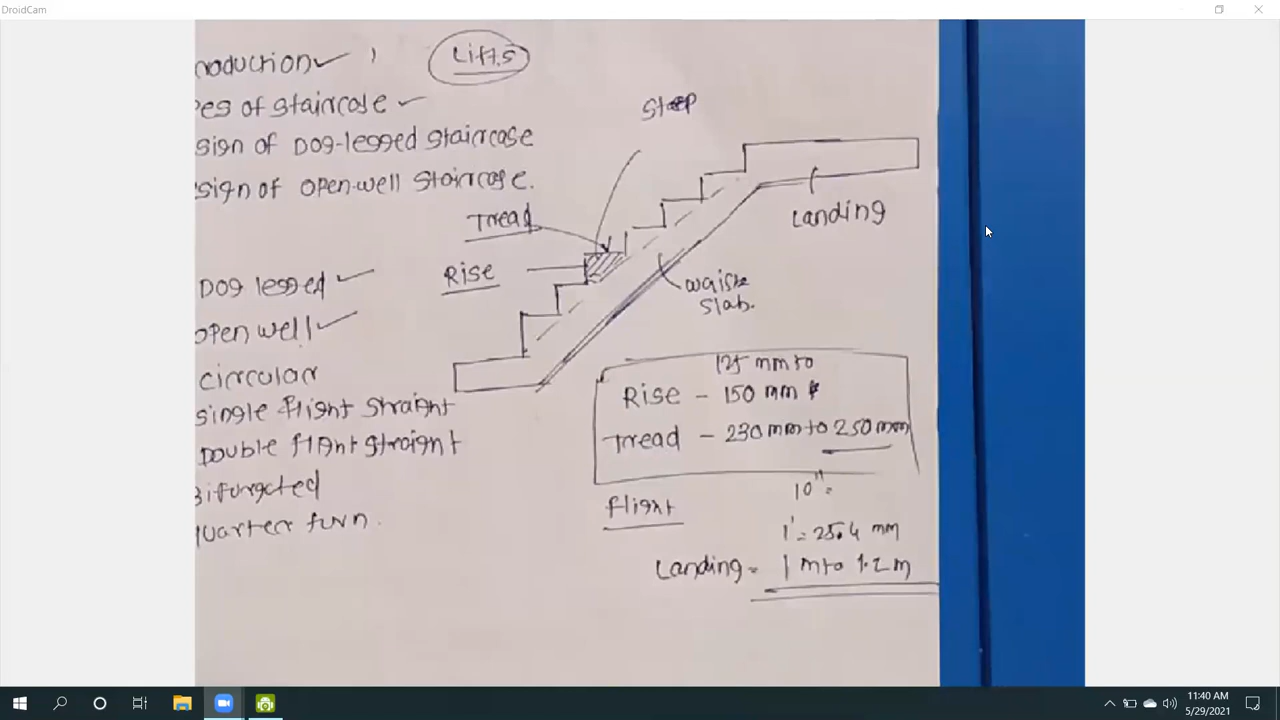 DroidCam
roduction✓
Lifts
es of staircase ✓
step
sign of Dog-legged staircase
sign of open-well staircase.
Tread
Landing
Rise
Dog legged ✓
waist
slab.
open well ✓
circular
125 mm to
Rise - 150 mm
single flight straight
Tread - 230 mm to 250 mm
Double flight straight
Bifurgated
10" =
flight
quarter turn.
1' = 25.4 mm
Landing = 1 m to 1.2 m
11:40 AM
5/29/2021